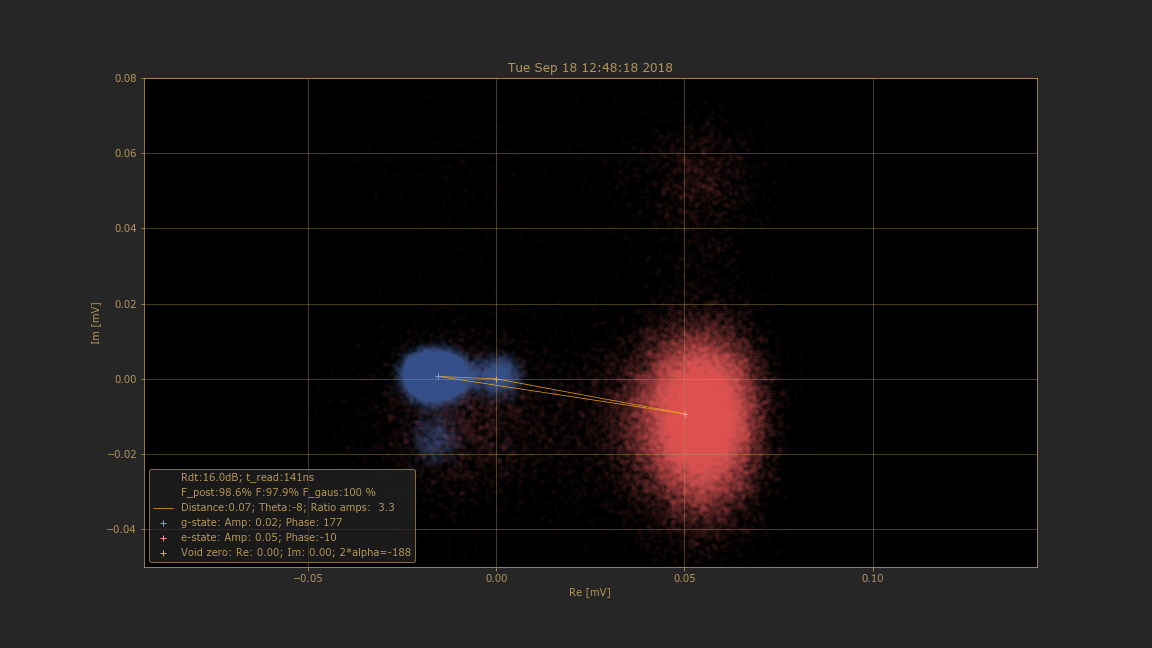 Tue Sep 18 12:48:18 2018
0.08
0.06
0.04
0.02
0.00
−0.02
−0.04
Im [mV]
Rdt:16.0dB; t_read:141ns
F_post:98.6% F:97.9% F_gaus:100 %
Distance:0.07; Theta:-8; Ratio amps:  3.3
g-state: Amp: 0.02; Phase: 177
e-state: Amp: 0.05; Phase:-10
Void zero: Re: 0.00; Im: 0.00; 2*alpha=-188
−0.05 0.00 0.05 0.10
Re [mV]